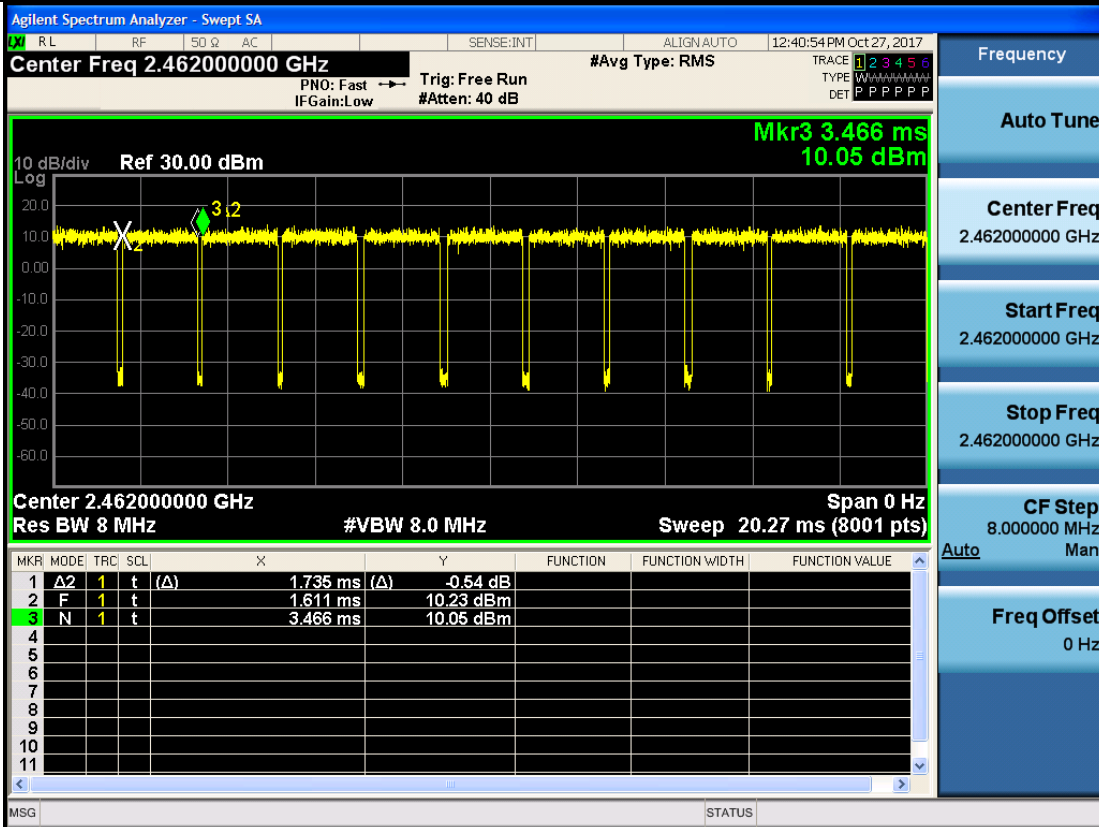 Agilent Spectrum Analyzer - Swept SA
LXI RL RF 50 Ω AC SENSE:INT ALIGN AUTO 12:40:54 PM Oct 27, 2017
Center Freq 2.462000000 GHz
PNO: Fast
IFGain:Low
Trig: Free Run
#Atten: 40 dB
#Avg Type: RMS
TRACE 1 2 3 4 5 6
TYPE WWWWWW
DET P P P P P P
Mkr3 3.466 ms
10.05 dBm
10 dB/div Ref 30.00 dBm
Log
20.0
10.0
0.00
-10.0
-20.0
-30.0
-40.0
-50.0
-60.0
3 2
X2
Center 2.462000000 GHz Span 0 Hz
Res BW 8 MHz #VBW 8.0 MHz Sweep 20.27 ms (8001 pts)
MKR MODE TRC SCL X Y FUNCTION FUNCTION WIDTH FUNCTION VALUE
1 Δ2 1 t (Δ) 1.735 ms (Δ) -0.54 dB
2 F 1 t 1.611 ms 10.23 dBm
3 N 1 t 3.466 ms 10.05 dBm
4
5
6
7
8
9
10
11
MSG STATUS
Frequency
Auto Tune
Center Freq
2.462000000 GHz
Start Freq
2.462000000 GHz
Stop Freq
2.462000000 GHz
CF Step
8.000000 MHz
Auto Man
Freq Offset
0 Hz